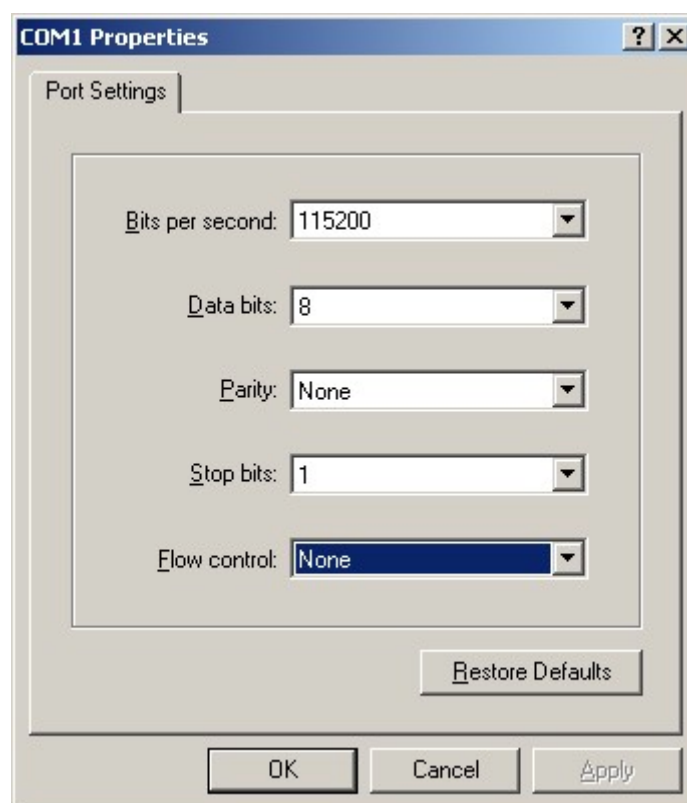 COM1 Properties
Port Settings
Bits per second: 115200
Data bits: 8
Parity: None
Stop bits: 1
Flow control: None
Restore Defaults
OK Cancel Apply